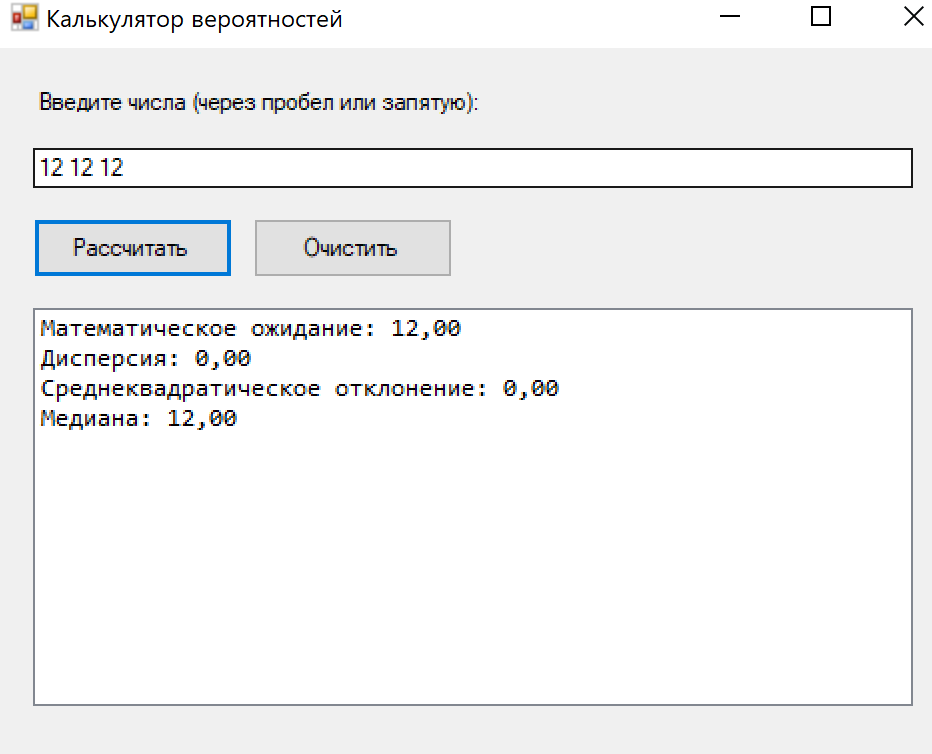 Калькулятор вероятностей
Введите числа (через пробел или запятую):
12 12 12
Рассчитать Очистить
Математическое ожидание: 12,00
Дисперсия: 0,00
Среднеквадратическое отклонение: 0,00
Медиана: 12,00